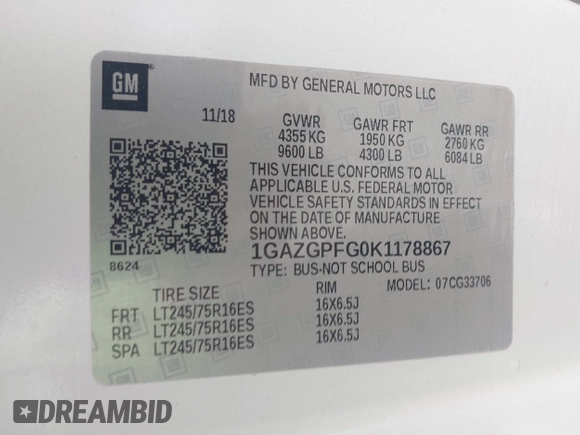 GM
MFD BY GENERAL MOTORS LLC
11/18 GVWR GAWR FRT GAWR RR
4355 KG 1950 KG 2760 KG
9600 LB 4300 LB 6084 LB
THIS VEHICLE CONFORMS TO ALL
APPLICABLE U.S. FEDERAL MOTOR
VEHICLE SAFETY STANDARDS IN EFFECT
ON THE DATE OF MANUFACTURE
SHOWN ABOVE.
8624 1GAZGPFG0K1178867
TYPE: BUS-NOT SCHOOL BUS
MODEL: 07CG33706
TIRE SIZE RIM
FRT LT245/75R16ES 16X6.5J
RR LT245/75R16ES 16X6.5J
SPA LT245/75R16ES 16X6.5J
DREAMBID